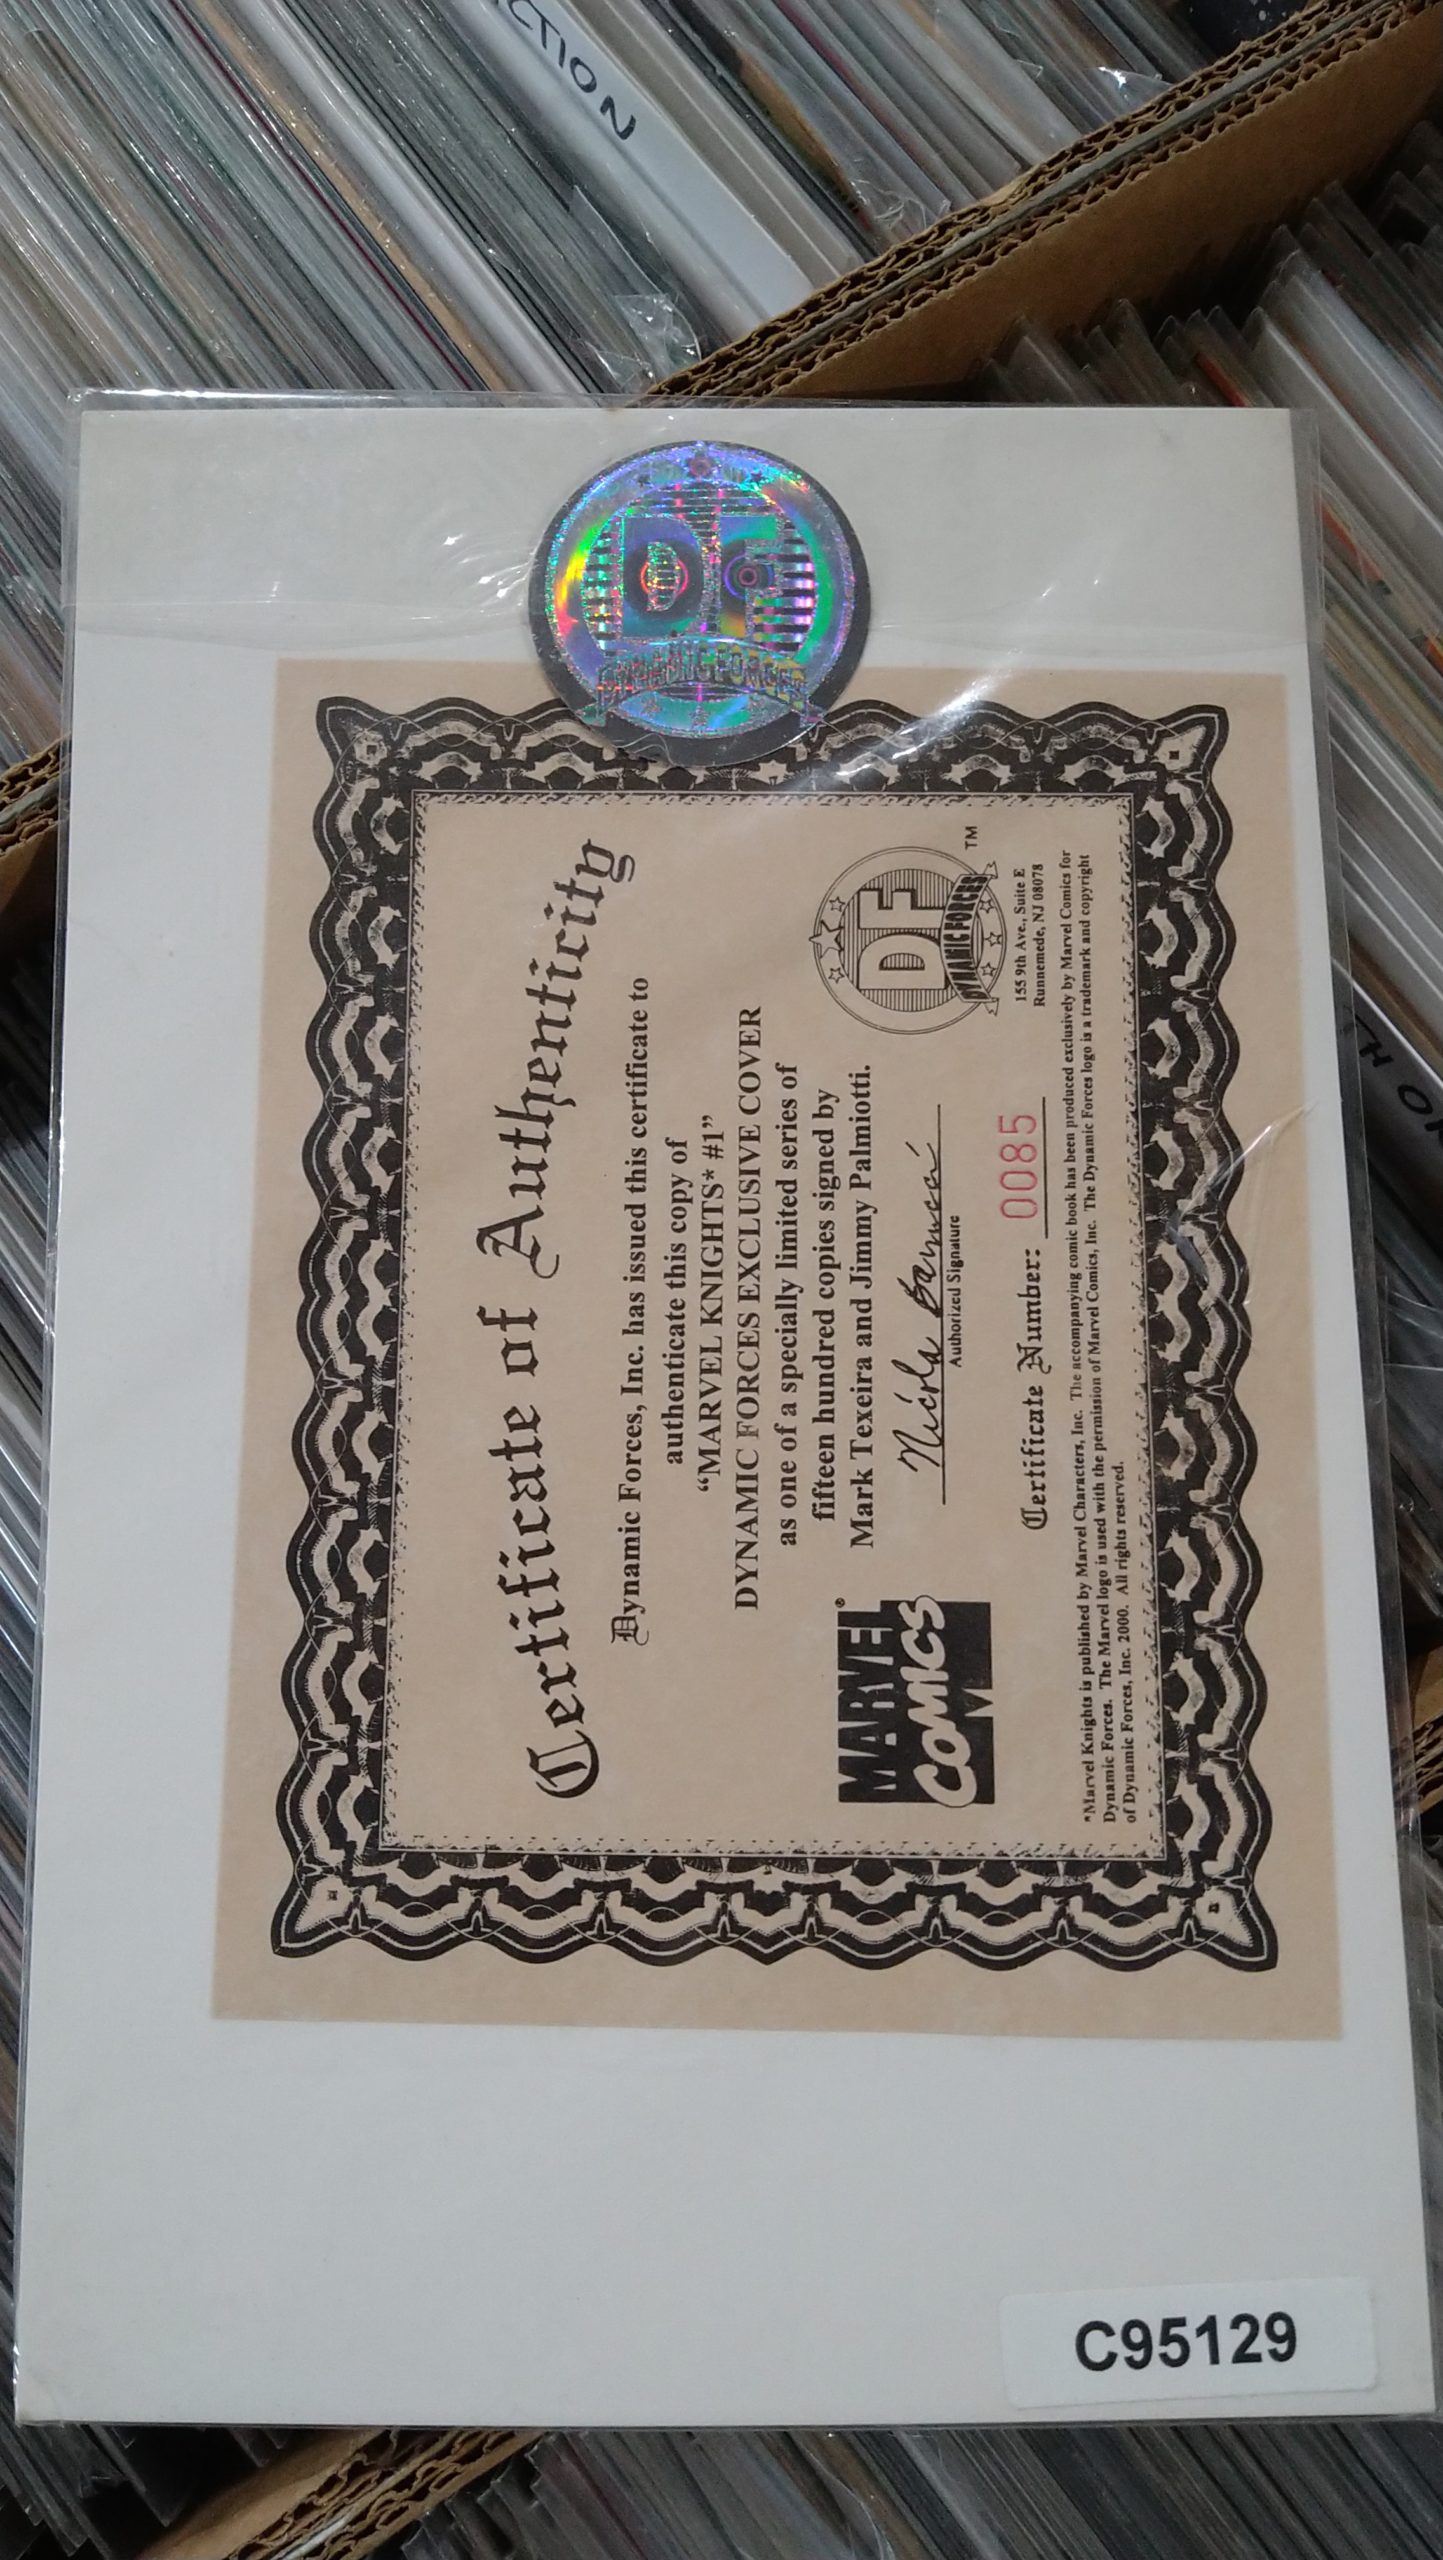 CTION
DF
DYNAMIC FORCES
Certificate of Authenticity
Dynamic Forces, Inc. has issued this certificate to
authenticate this copy of
“MARVEL KNIGHTS* #1”
DYNAMIC FORCES EXCLUSIVE COVER
as one of a specially limited series of
fifteen hundred copies signed by
Mark Texeira and Jimmy Palmiotti.
MARVEL®
COMICS
Authorized Signature
DF
DYNAMIC FORCES
TM
155 9th Ave., Suite E
Runnemede, NJ 08078
Certificate Number: 0085
*Marvel Knights is published by Marvel Characters, Inc. The accompanying comic book has been produced exclusively by Marvel Comics for
Dynamic Forces. The Marvel logo is used with the permission of Marvel Comics, Inc. The Dynamic Forces logo is a trademark and copyright
of Dynamic Forces, Inc. 2000. All rights reserved.
C95129